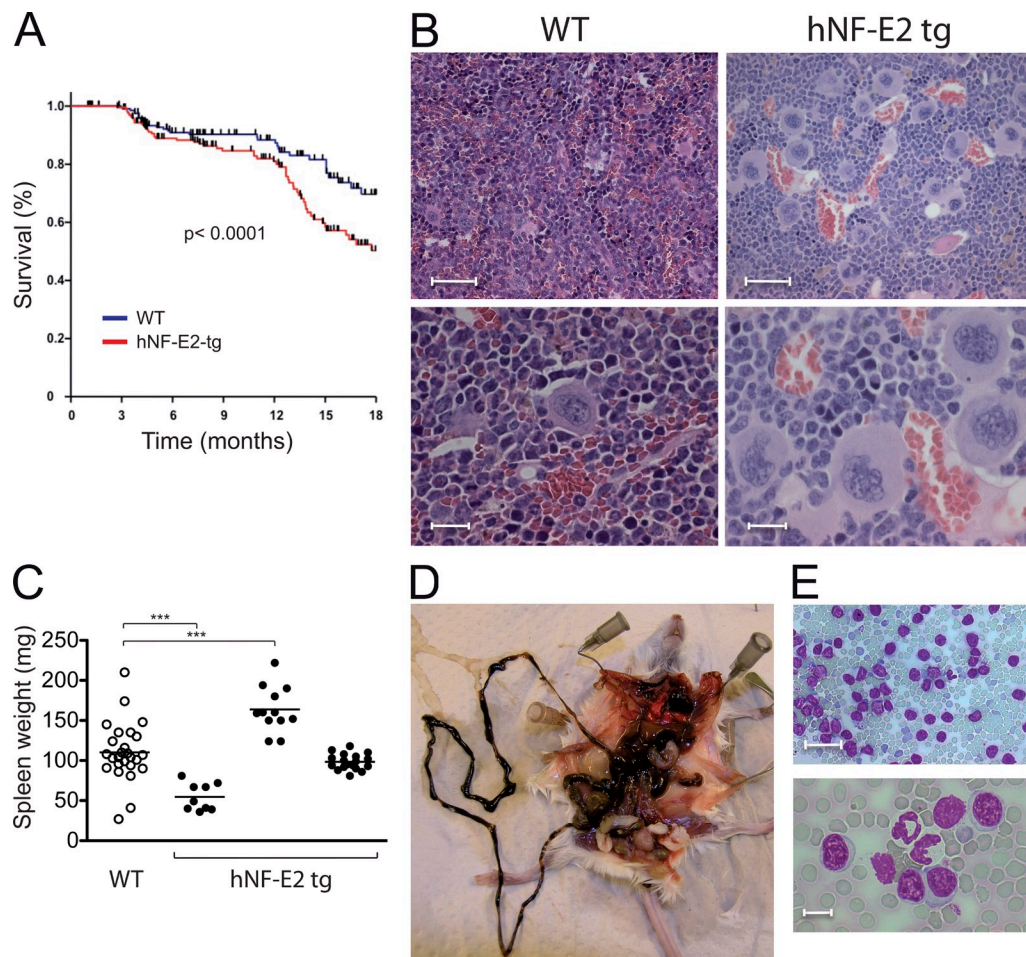 A
Survival (%)
1.0
0.8
0.6
0.4
0.2
0
p< 0.0001
WT
hNF-E2-tg
0 3 6 9 12 15 18
Time (months)
B
WT hNF-E2 tg
C
Spleen weight (mg)
250
200
150
100
50
0
***
***
WT hNF-E2 tg
D
E